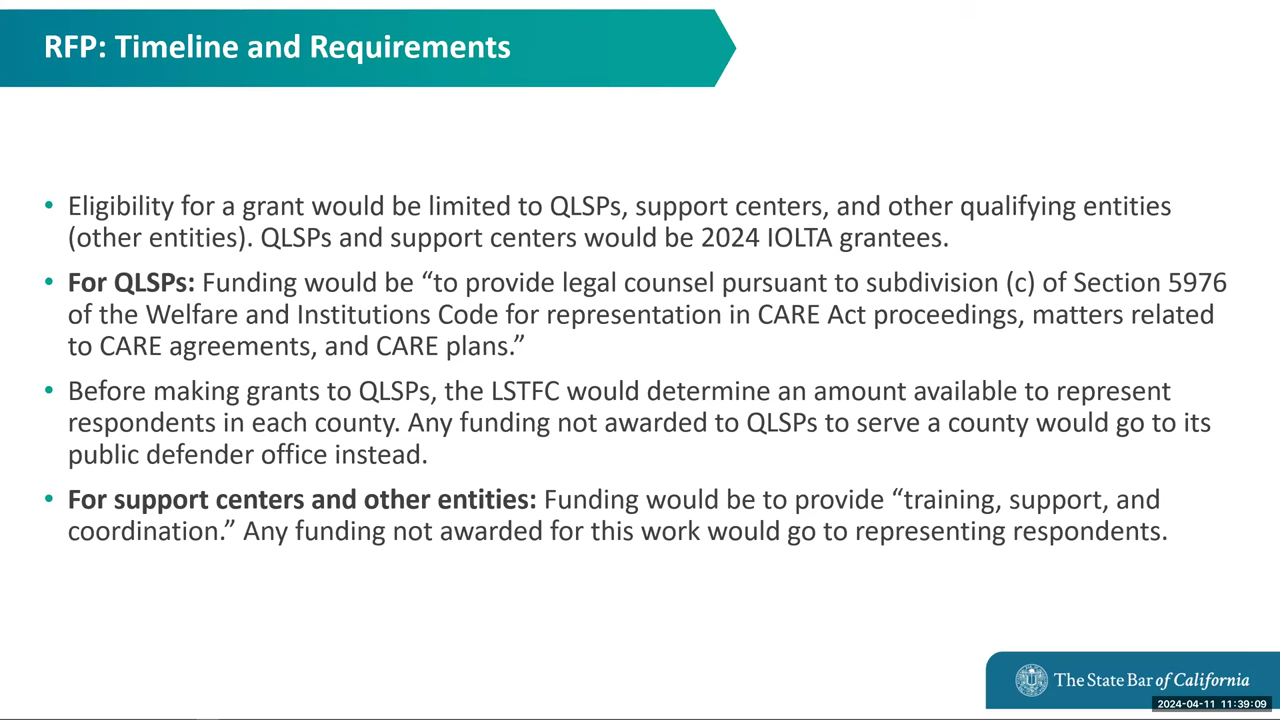 RFP: Timeline and Requirements
• Eligibility for a grant would be limited to QLSPs, support centers, and other qualifying entities
(other entities). QLSPs and support centers would be 2024 IOLTA grantees.
• For QLSPs: Funding would be “to provide legal counsel pursuant to subdivision (c) of Section 5976
of the Welfare and Institutions Code for representation in CARE Act proceedings, matters related
to CARE agreements, and CARE plans.”
• Before making grants to QLSPs, the LSTFC would determine an amount available to represent
respondents in each county. Any funding not awarded to QLSPs to serve a county would go to its
public defender office instead.
• For support centers and other entities: Funding would be to provide “training, support, and
coordination.” Any funding not awarded for this work would go to representing respondents.
The State Bar of California
2024-04-11 11:39:09